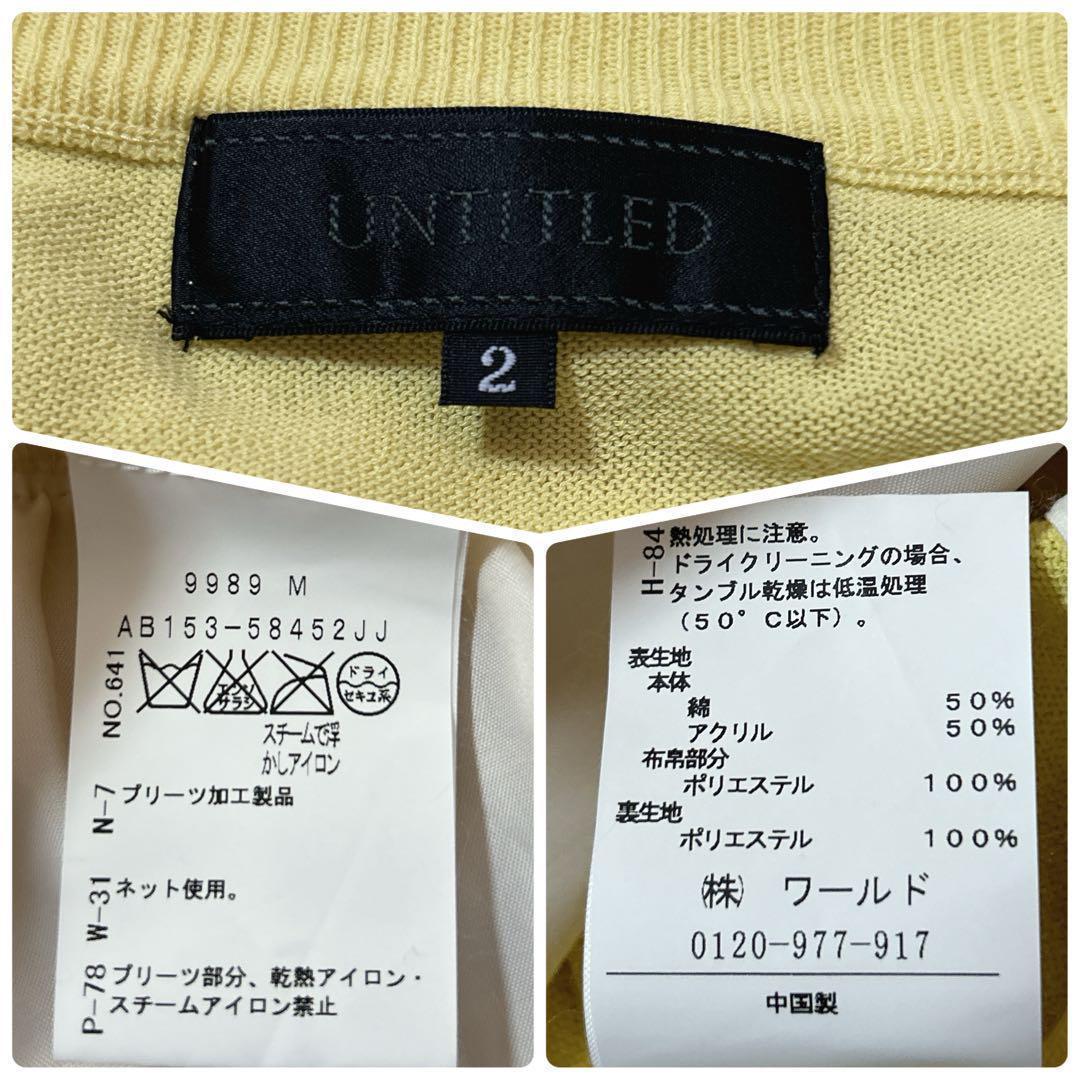 UNTITLED
2
9989 M
AB153-58452JJ
NO.641
エンソ
サラシ
ドライ
セキユ系
スチームで浮
かしアイロン
N-7 プリーツ加工製品
W-31 ネット使用。
P-78 プリーツ部分、乾熱アイロン・
スチームアイロン禁止
H-84 熱処理に注意。
ドライクリーニングの場合、
タンブル乾燥は低温処理
(50°C以下)。
表生地
本体
綿 50%
アクリル 50%
布帛部分
ポリエステル 100%
裏生地
ポリエステル 100%
㈱ ワールド
0120-977-917
中国製